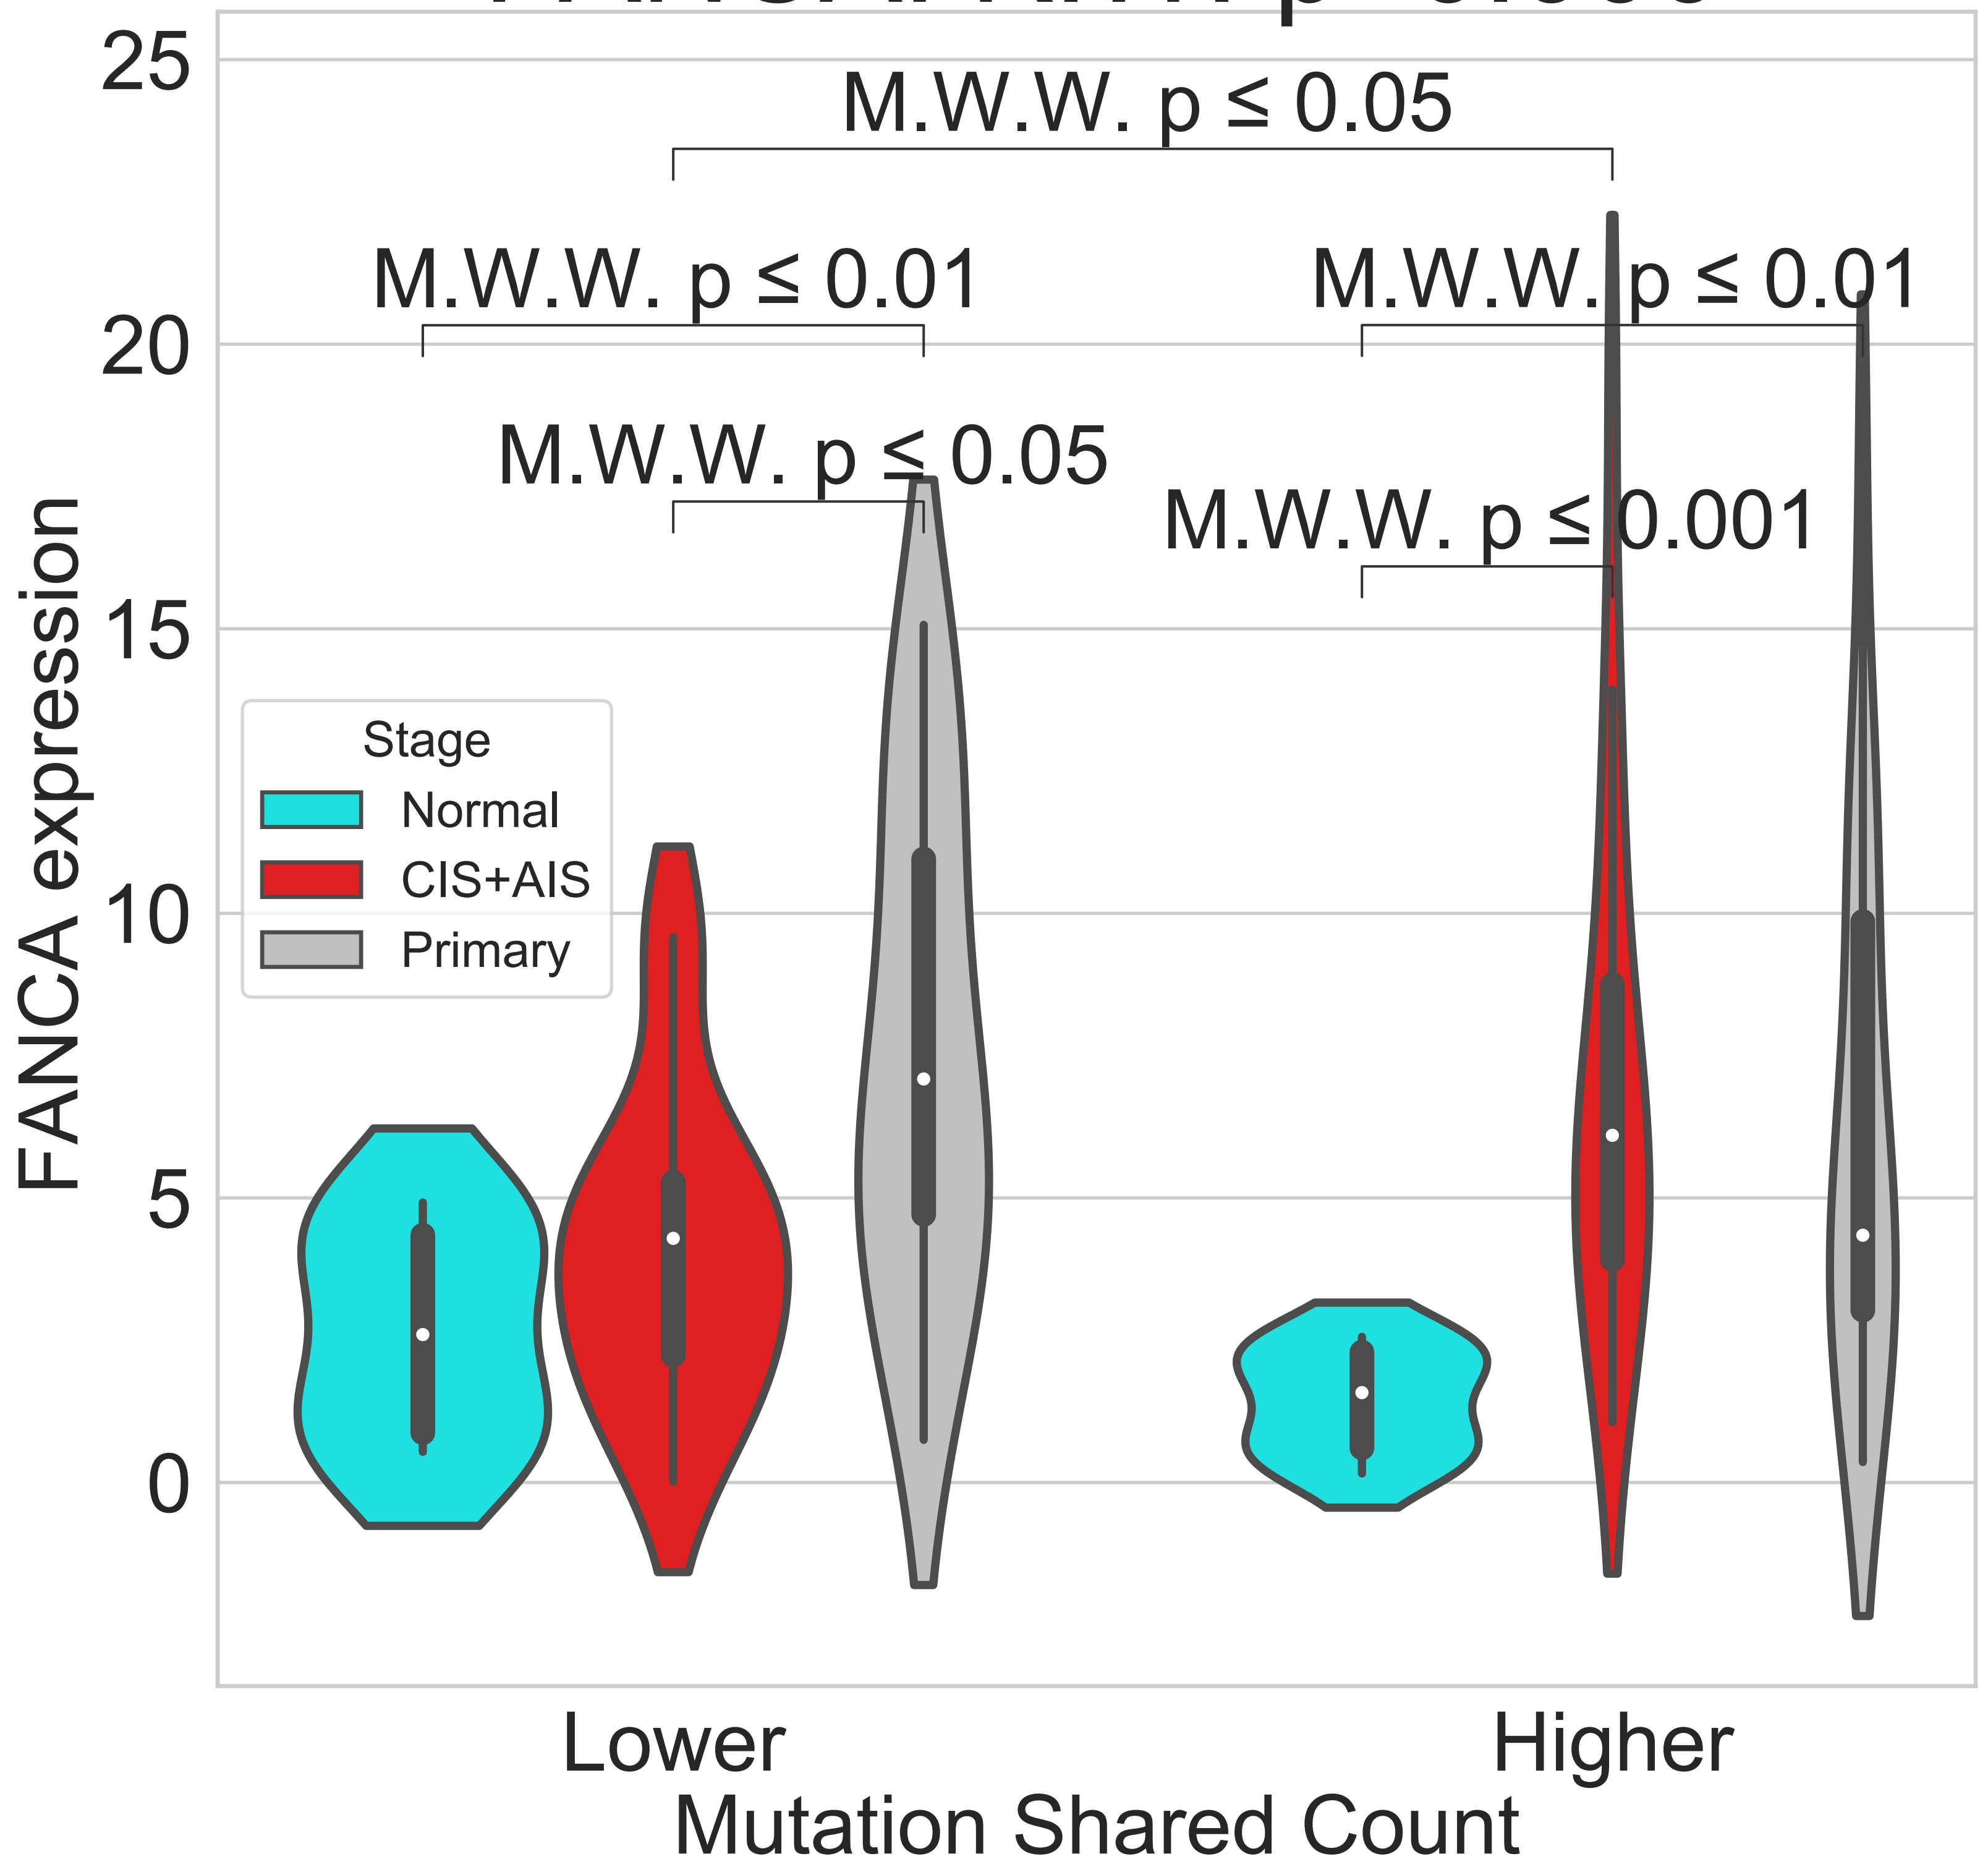 25
M.W.W. p ≤ 0.05
M.W.W. p ≤ 0.01
M.W.W. p ≤ 0.01
20
M.W.W. p ≤ 0.05
M.W.W. p ≤ 0.001
15
Stage
Normal
CIS+AIS
Primary
10
5
0
FANCA expression
Lower
Higher
Mutation Shared Count